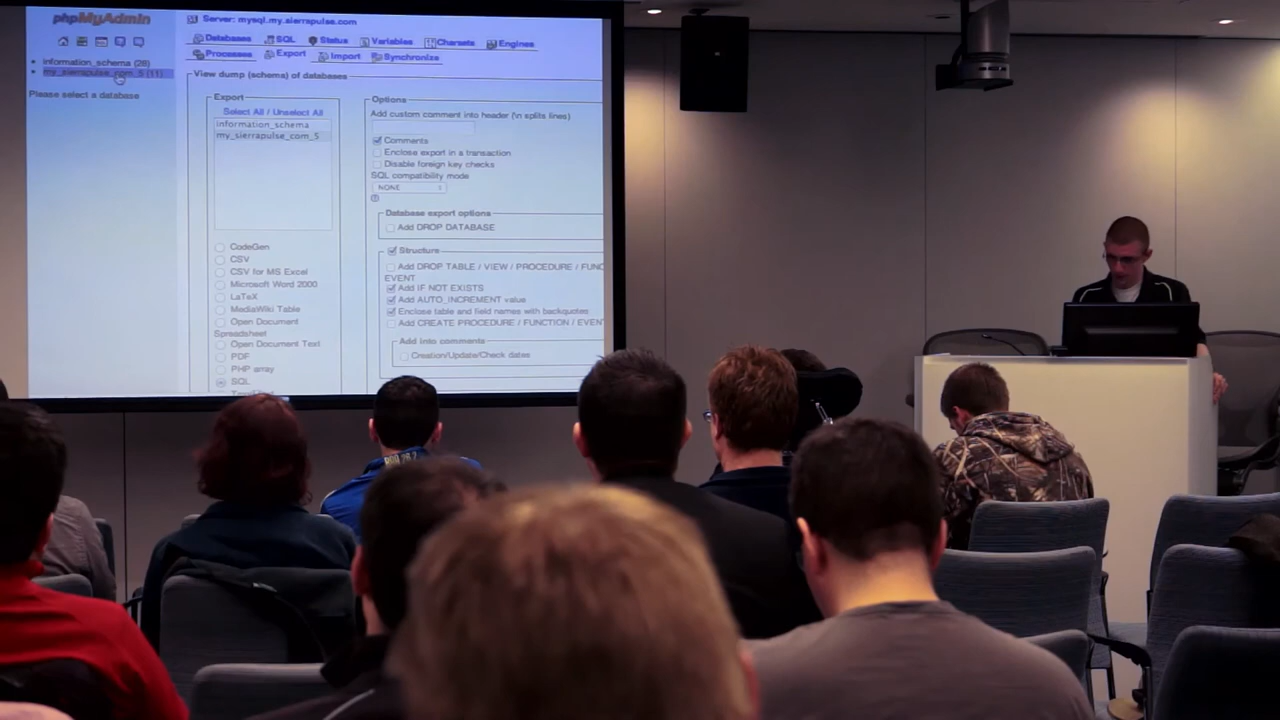 phpMyAdmin
information_schema (28)
my_sierrapulse_com_5 (11)
Please select a database
Server: mysql.my.sierrapulse.com
Databases SQL Status Variables Charsets Engines
Processes Export Import Synchronize
View dump (schema) of databases
Export
Select All / Unselect All
information_schema
my_sierrapulse_com_5
CodeGen
CSV
CSV for MS Excel
Microsoft Word 2000
LaTeX
MediaWiki Table
Open Document
Spreadsheet
Open Document Text
PDF
PHP array
SQL
Options
Add custom comment into header (\n splits lines)
Comments
Enclose export in a transaction
Disable foreign key checks
SQL compatibility mode
NONE
Database export options
Add DROP DATABASE
Structure
Add DROP TABLE / VIEW / PROCEDURE / FUNC
EVENT
Add IF NOT EXISTS
Add AUTO_INCREMENT value
Enclose table and field names with backquotes
Add CREATE PROCEDURE / FUNCTION / EVEN
Add into comments
Creation/Update/Check dates